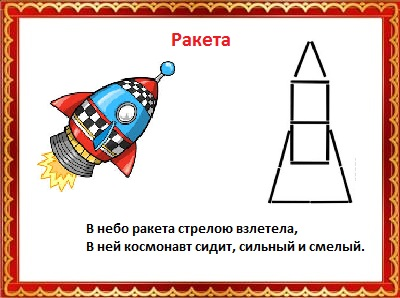 Ракета
В небо ракета стрелою взлетела,
В ней космонавт сидит, сильный и смелый.